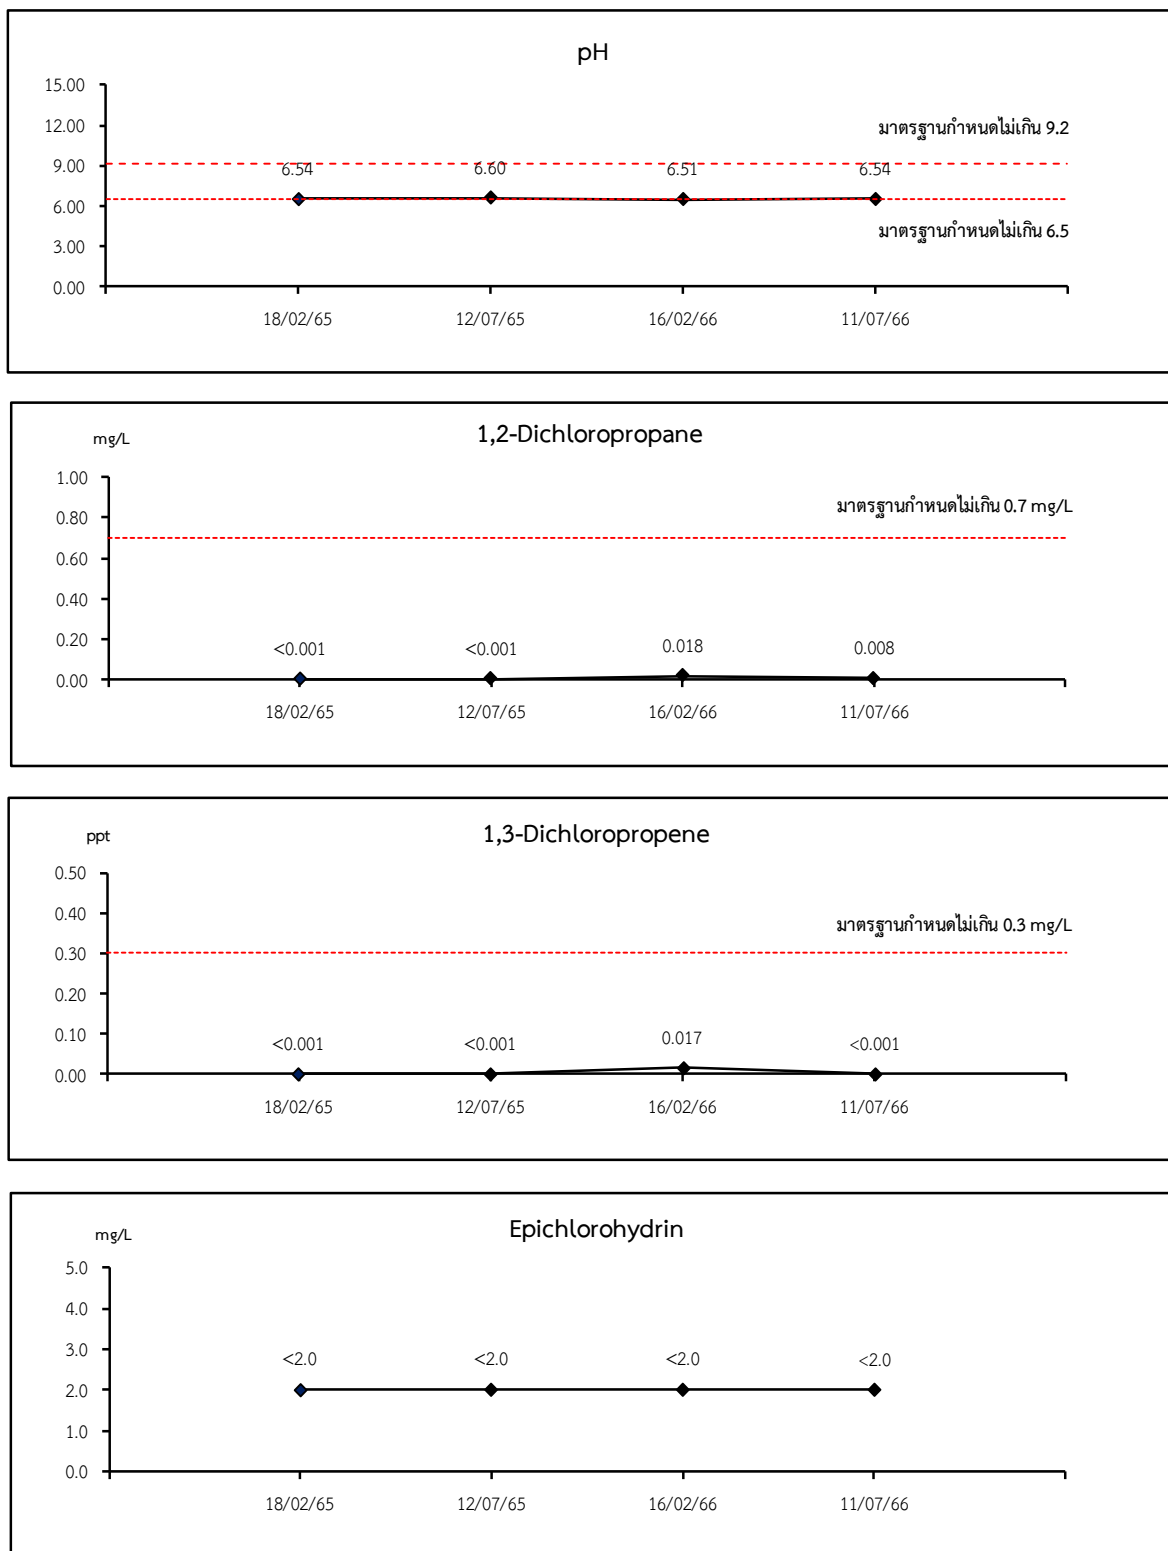 pH
15.00
12.00
มาตรฐานกำหนดไม่เกิน 9.2
9.00
6.54 6.60 6.51 6.54
6.00
มาตรฐานกำหนดไม่เกิน 6.5
3.00
0.00
18/02/65 12/07/65 16/02/66 11/07/66
1,2-Dichloropropane
mg/L
1.00
มาตรฐานกำหนดไม่เกิน 0.7 mg/L
0.80
0.60
0.40
0.20
<0.001 <0.001 0.018 0.008
0.00
18/02/65 12/07/65 16/02/66 11/07/66
1,3-Dichloropropene
ppt
0.50
0.40
มาตรฐานกำหนดไม่เกิน 0.3 mg/L
0.30
0.20
0.10
<0.001 <0.001 0.017 <0.001
0.00
18/02/65 12/07/65 16/02/66 11/07/66
Epichlorohydrin
mg/L
5.0
4.0
3.0
<2.0 <2.0 <2.0 <2.0
2.0
1.0
0.0
18/02/65 12/07/65 16/02/66 11/07/66